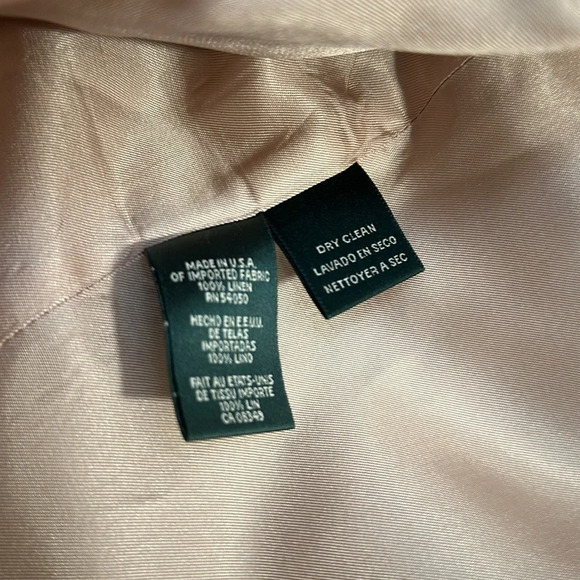 MADE IN U.S.A.
OF IMPORTED FABRIC
100% LINEN
RN 54050
HECHO EN E.E.U.U.
DE TELAS
IMPORTADAS
100% LINO
FAIT AU ETATS-UNIS
DE TISSU IMPORTE
100% LIN
CA 08349
DRY CLEAN
LAVADO EN SECO
NETTOYER A SEC